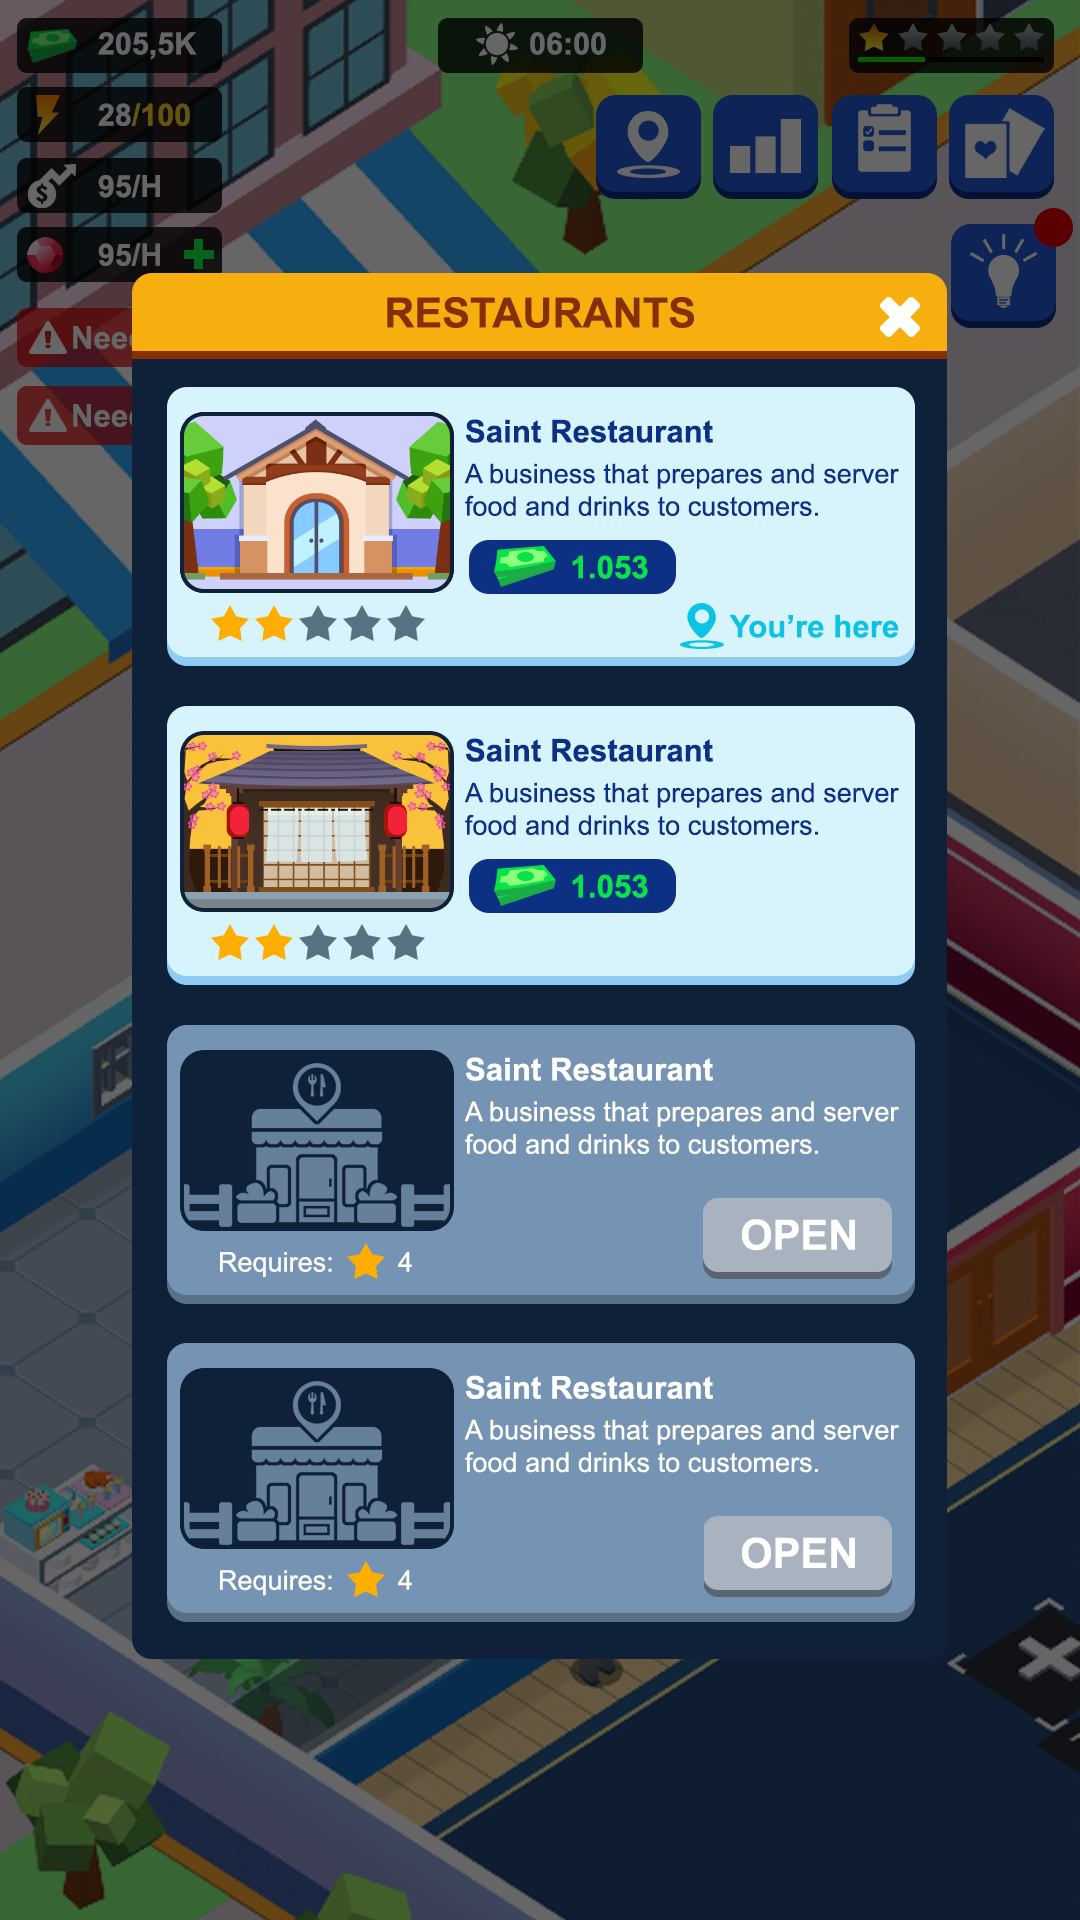 205,5K
06:00
28/100
95/H
95/H
Need
Need
RESTAURANTS
Saint Restaurant
A business that prepares and server
food and drinks to customers.
1.053
You’re here
Saint Restaurant
A business that prepares and server
food and drinks to customers.
1.053
Saint Restaurant
A business that prepares and server
food and drinks to customers.
OPEN
Requires: 4
Saint Restaurant
A business that prepares and server
food and drinks to customers.
OPEN
Requires: 4